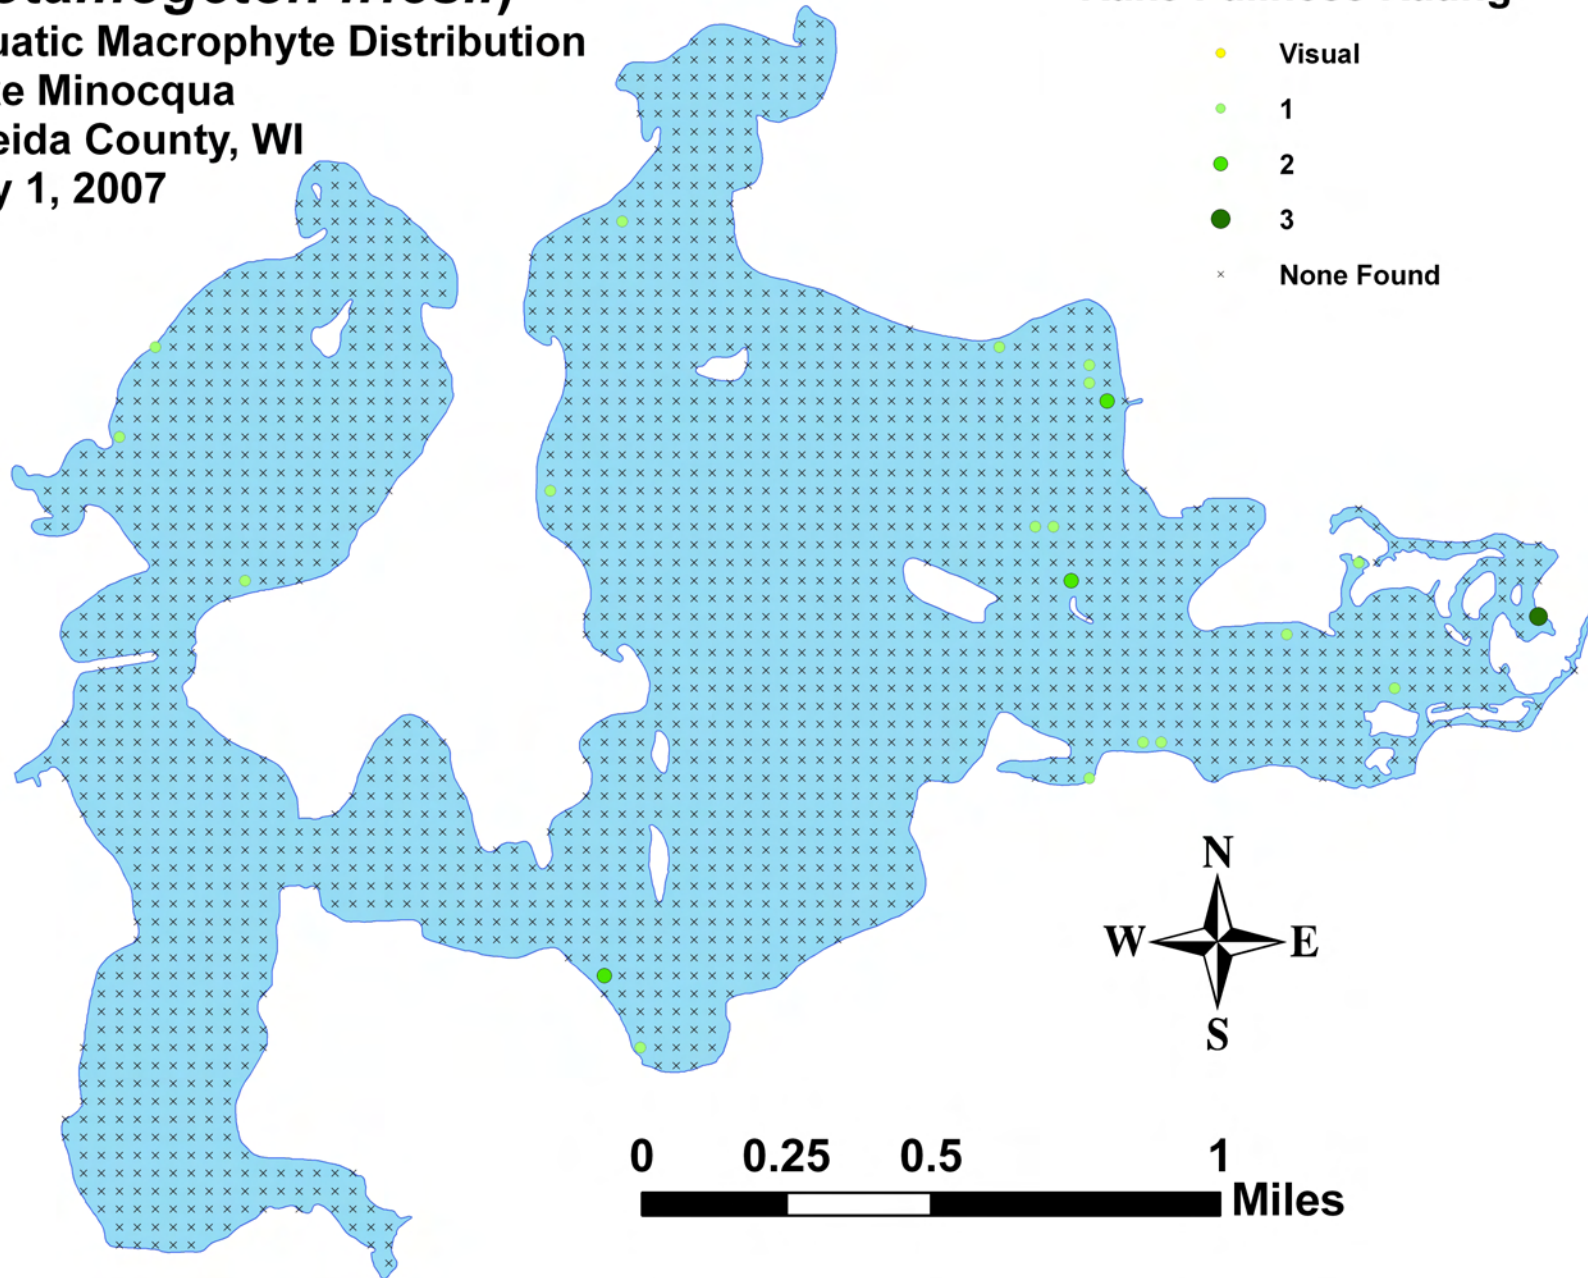 uatic Macrophyte Distribution
e Minocqua
eida County, WI
y 1, 2007
Visual
1
2
3
None Found
N
W
E
S
0 0.25 0.5 1
Miles